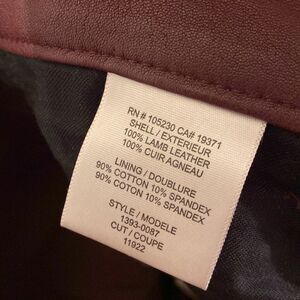 RN# 105230 CA# 19371
SHELL / EXTERIEUR
100% LAMB LEATHER
100% CUIR AGNEAU
LINING / DOUBLURE
90% COTTON 10% SPANDEX
90% COTON 10% SPANDEX
STYLE / MODELE
1393-0087
CUT / COUPE
11922